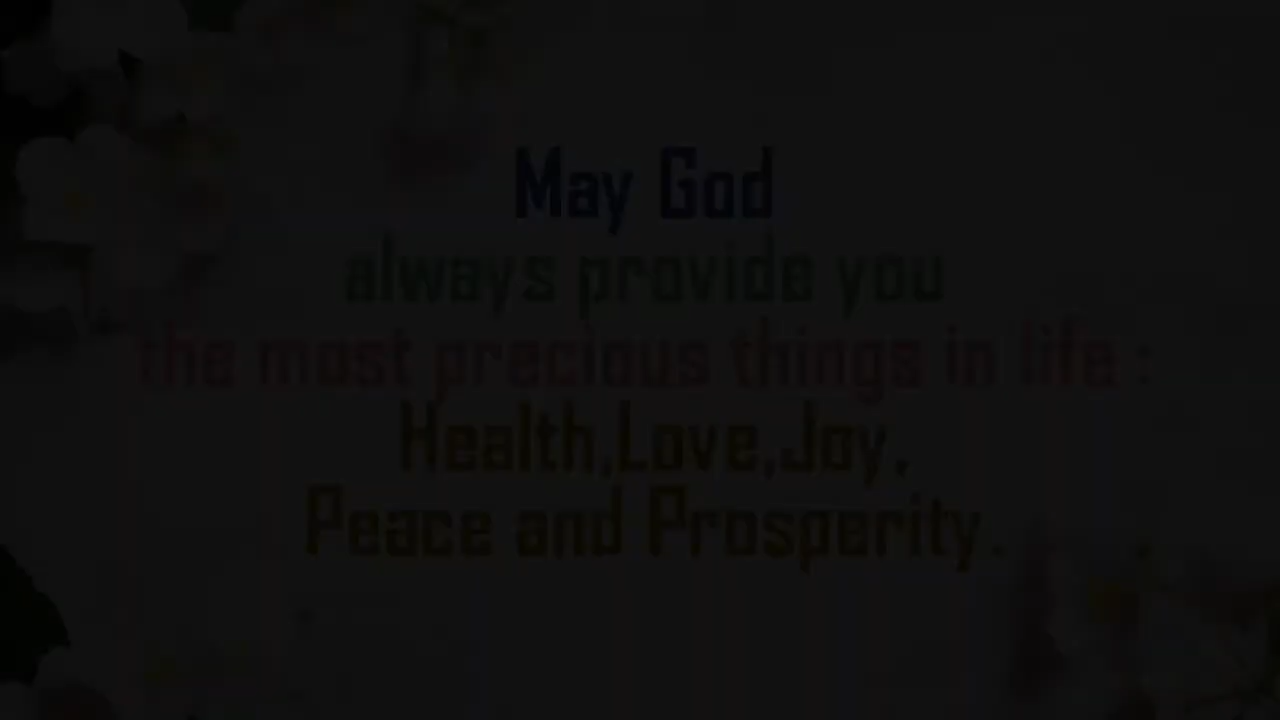 May God
always provide you
the most precious things in life :
Health,Love,Joy,
Peace and Prosperity.